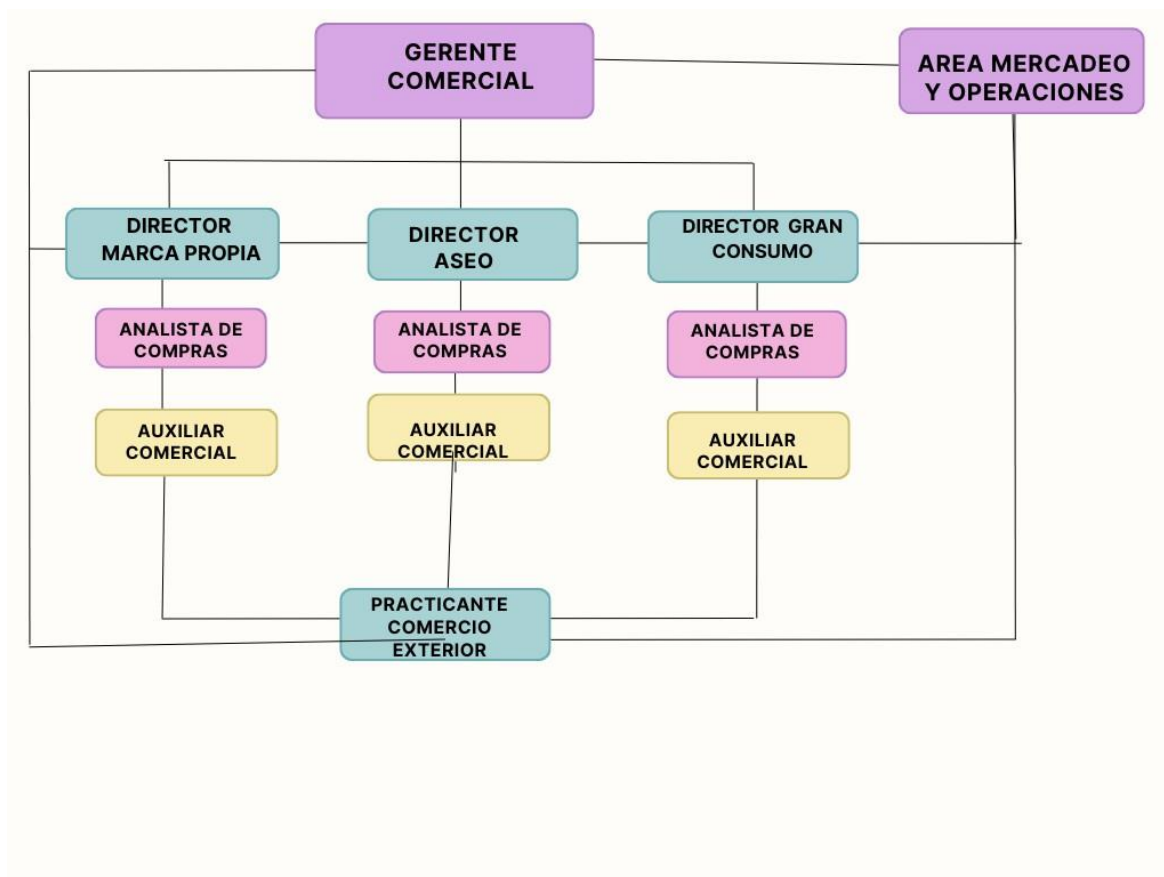 GERENTE
COMERCIAL
AREA MERCADEO
Y OPERACIONES
DIRECTOR
MARCA PROPIA
DIRECTOR
ASEO
DIRECTOR GRAN
CONSUMO
ANALISTA DE
COMPRAS
ANALISTA DE
COMPRAS
ANALISTA DE
COMPRAS
AUXILIAR
COMERCIAL
AUXILIAR
COMERCIAL
AUXILIAR
COMERCIAL
PRACTICANTE
COMERCIO
EXTERIOR